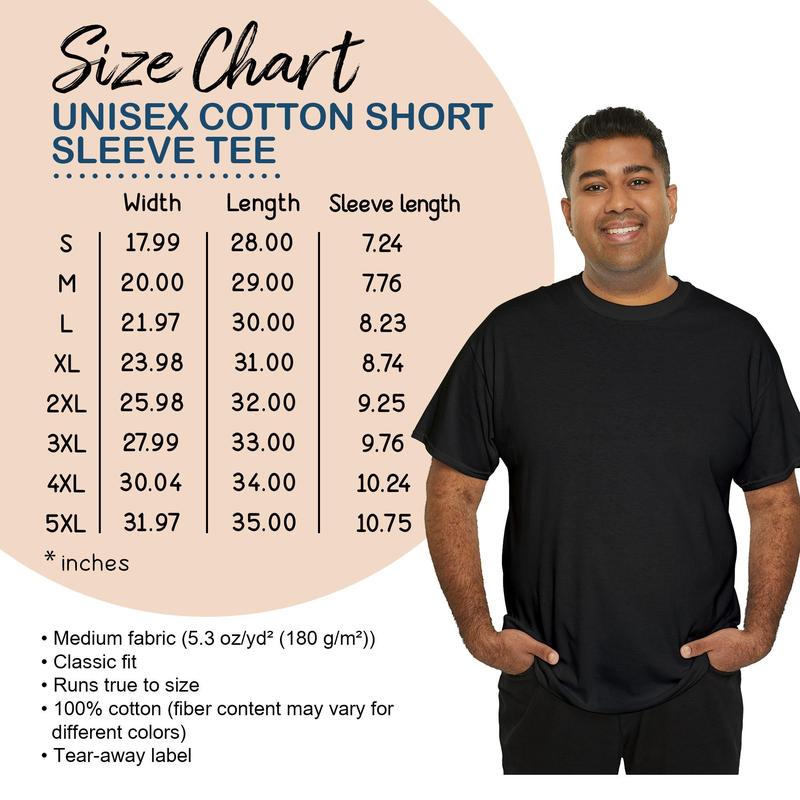 Size Chart
UNISEX COTTON SHORT
SLEEVE TEE
Width Length Sleeve length
S 17.99 28.00 7.24
M 20.00 29.00 7.76
L 21.97 30.00 8.23
XL 23.98 31.00 8.74
2XL 25.98 32.00 9.25
3XL 27.99 33.00 9.76
4XL 30.04 34.00 10.24
5XL 31.97 35.00 10.75
* inches
• Medium fabric (5.3 oz/yd² (180 g/m²))
• Classic fit
• Runs true to size
• 100% cotton (fiber content may vary for
different colors)
• Tear-away label